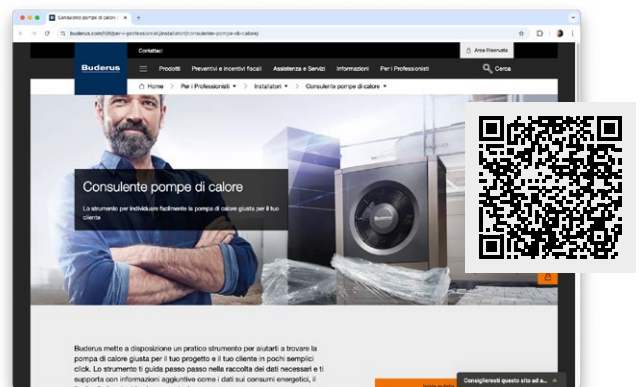 Consulente pompe di calore
buderus.com/it/it/per-i-professionisti/installatori/consulente-pompe-di-calore/
Contattaci
Area Riservata
Buderus
Prodotti Preventivi e incentivi fiscali Assistenza e Servizi Informazioni Per i Professionisti
Cerca
Home > Per i Professionisti > Installatori > Consulente pompe di calore
Consulente pompe di calore
Lo strumento per individuare facilmente la pompa di calore giusta per il tuo
cliente
Buderus
Buderus mette a disposizione un pratico strumento per aiutarti a trovare la
pompa di calore giusta per il tuo progetto e il tuo cliente in pochi semplici
click. Lo strumento ti guida passo passo nella raccolta dei dati necessari e ti
supporta con informazioni aggiuntive come i dati sui consumi energetici, il
Consiglieresti questo sito ad a...